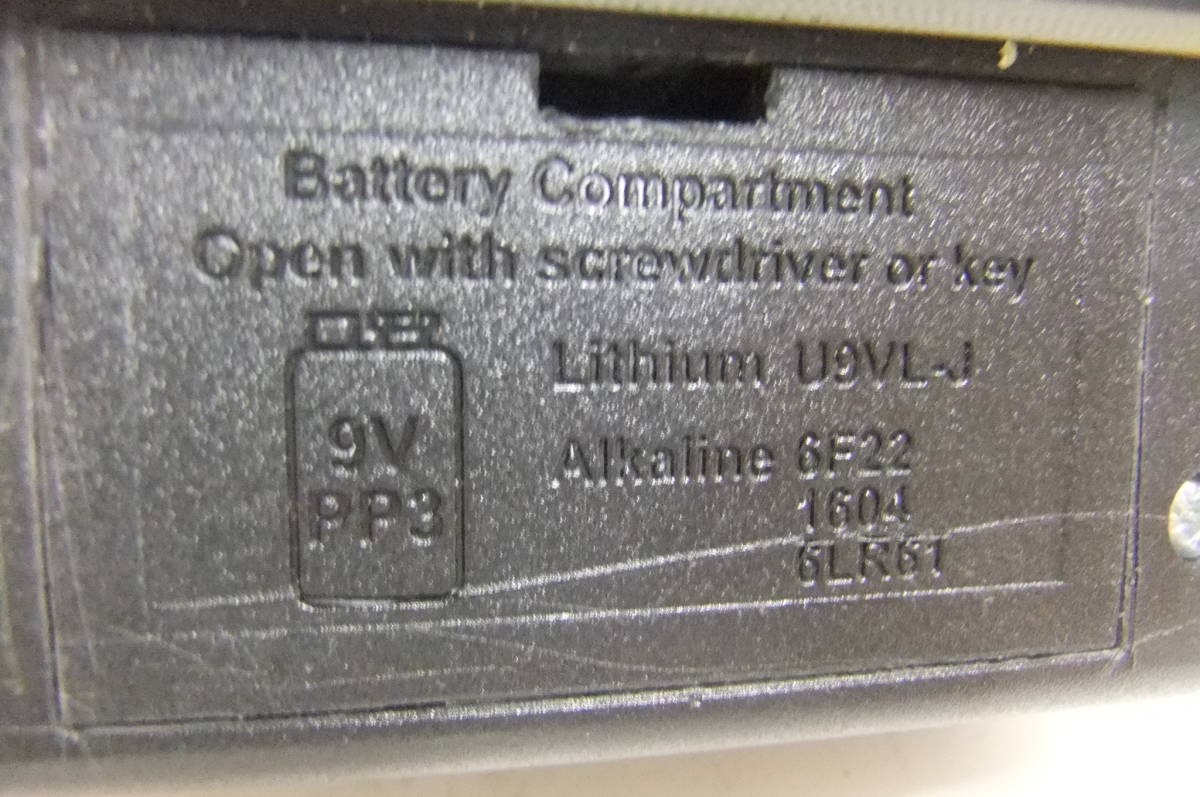 Battery Compartment
Open with screwdriver or key
9V
PP3
Lithium U9VL-J
Alkaline 6F22
1604
6LR61